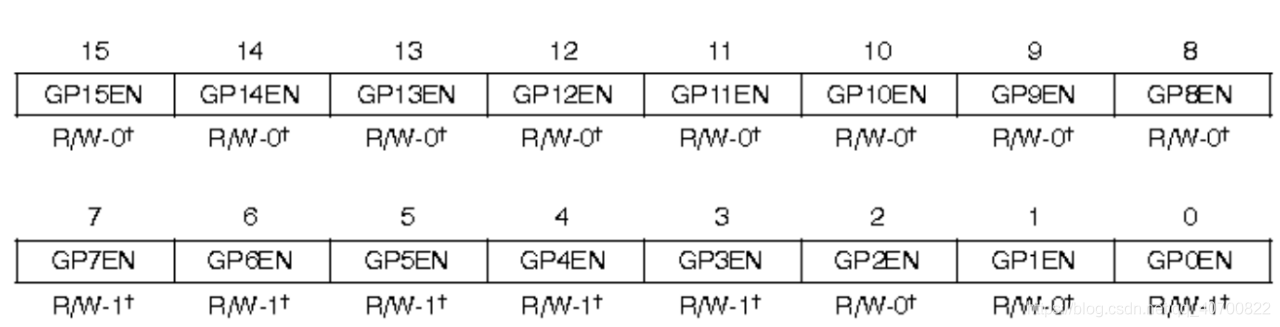 15 14 13 12 11 10 9 8
GP15EN GP14EN GP13EN GP12EN GP11EN GP10EN GP9EN GP8EN
R/W-0† R/W-0† R/W-0† R/W-0† R/W-0† R/W-0† R/W-0† R/W-0†
7 6 5 4 3 2 1 0
GP7EN GP6EN GP5EN GP4EN GP3EN GP2EN GP1EN GP0EN
R/W-1† R/W-1† R/W-1† R/W-1† R/W-1† R/W-0† R/W-0† R/W-1†